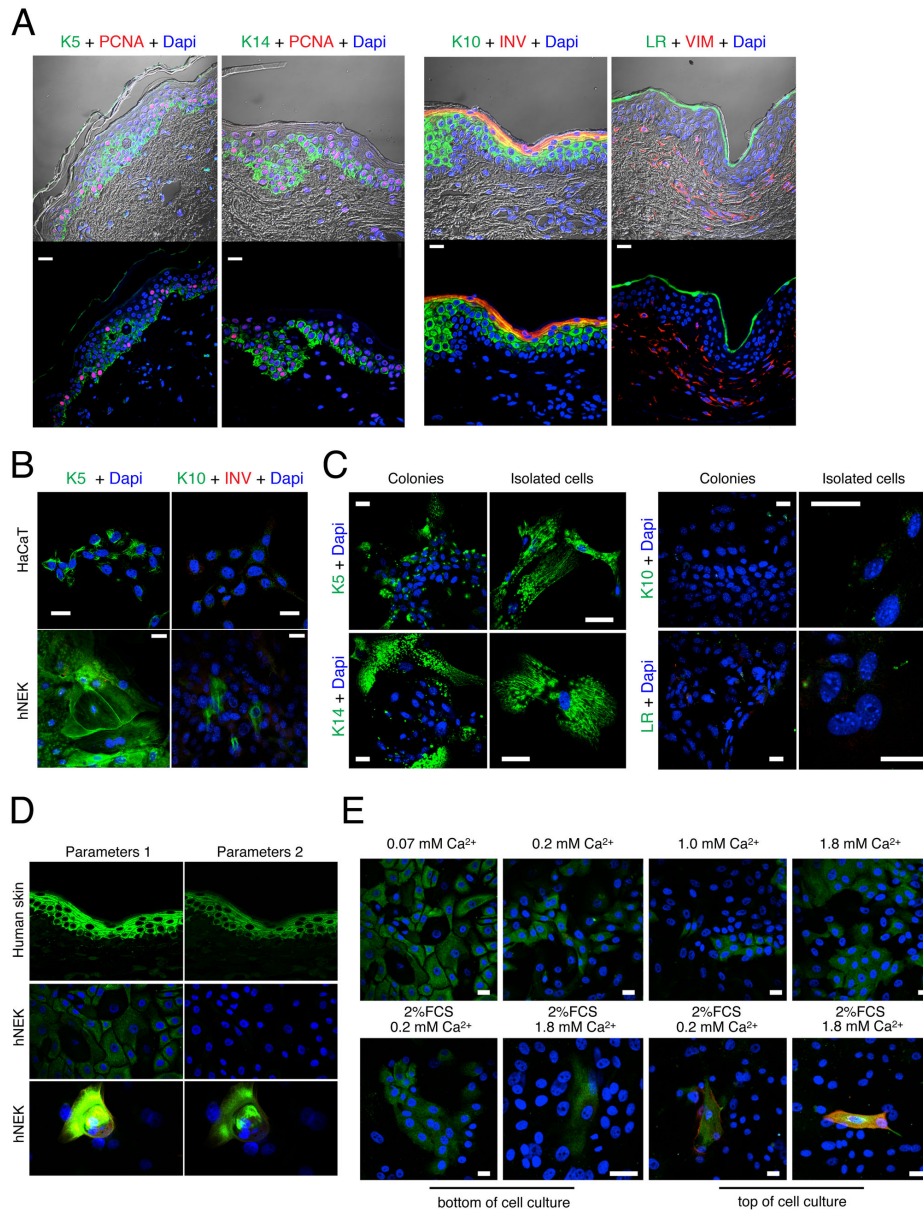 A
K5 + PCNA + Dapi
K14 + PCNA + Dapi
K10 + INV + Dapi
LR + VIM + Dapi
B
K5 + Dapi
K10 + INV + Dapi
HaCaT
hNEK
C
Colonies
Isolated cells
K5 + Dapi
K14 + Dapi
Colonies
Isolated cells
K10 + Dapi
LR + Dapi
D
Parameters 1
Parameters 2
Human skin
hNEK
hNEK
E
0.07 mM Ca²⁺
0.2 mM Ca²⁺
1.0 mM Ca²⁺
1.8 mM Ca²⁺
2%FCS
0.2 mM Ca²⁺
2%FCS
1.8 mM Ca²⁺
2%FCS
0.2 mM Ca²⁺
2%FCS
1.8 mM Ca²⁺
bottom of cell culture
top of cell culture